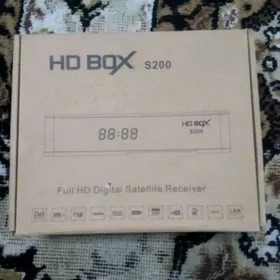 HD BOX S200
88:88
HD BOX
S200
Full HD Digital Satellite Receiver